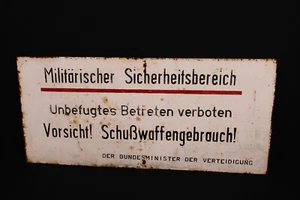 Militärischer Sicherheitsbereich
Unbefugtes Betreten verboten
Vorsicht! Schußwaffengebrauch!
DER BUNDESMINISTER DER VERTEIDIGUNG